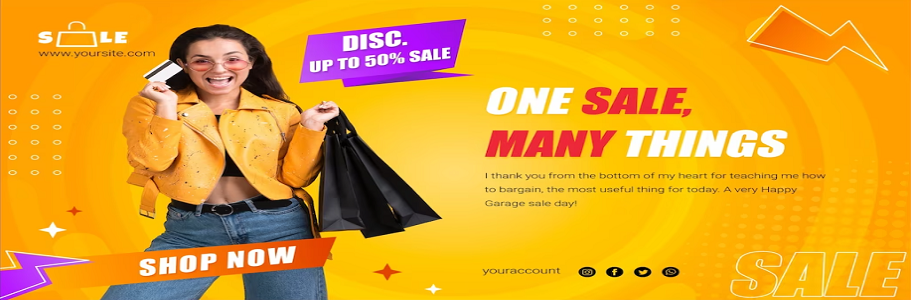 SALE
www.yoursite.com
DISC.
UP TO 50% SALE
ONE SALE,
MANY THINGS
I thank you from the bottom of my heart for teaching me how
to bargain, the most useful thing for today. A very Happy
Garage sale day!
SHOP NOW
youraccount
SALE